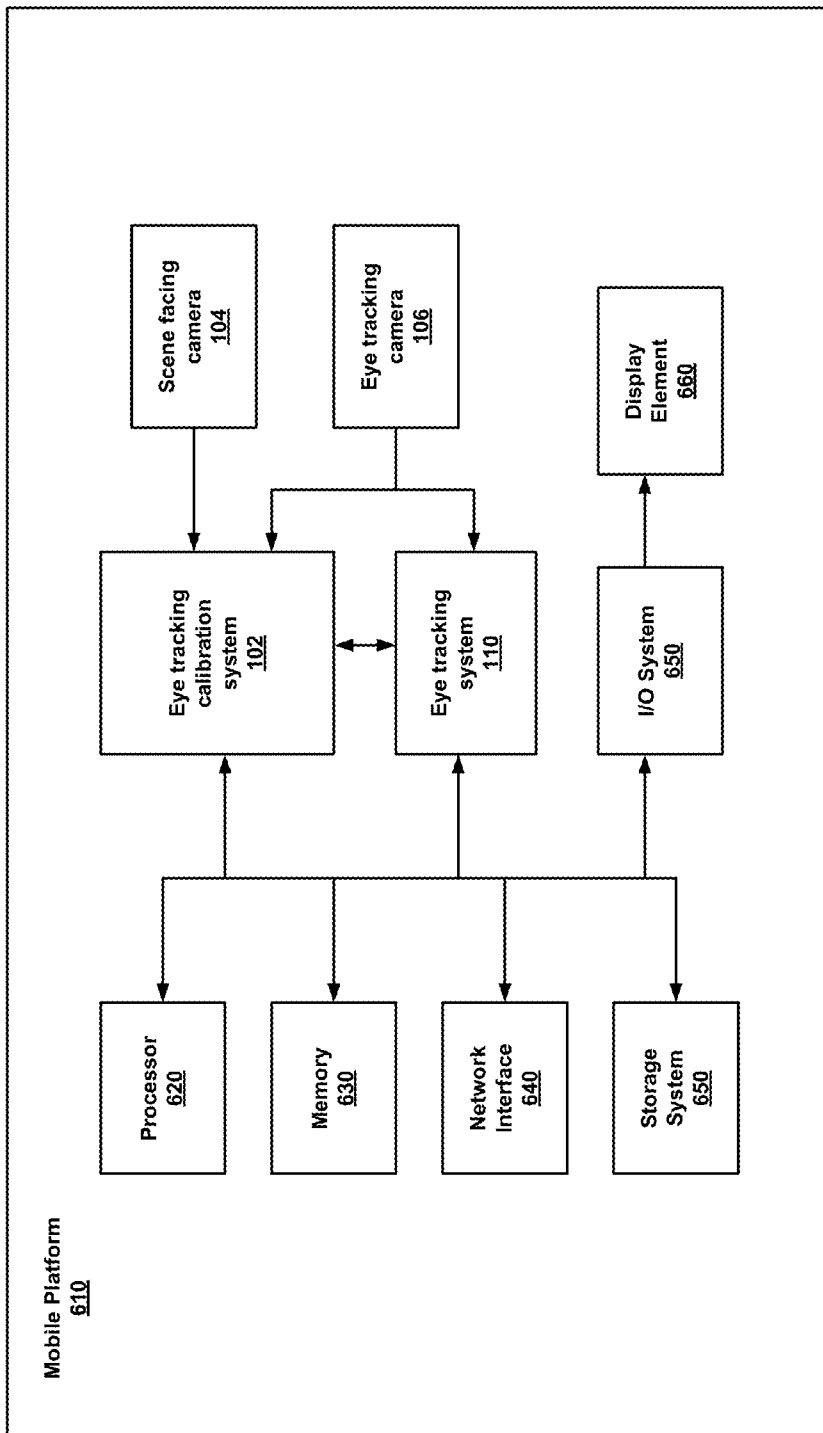 Mobile Platform
610
Processor
620
Memory
630
Network
Interface
640
Storage
System
650
Eye tracking
calibration
system
102
Eye tracking
system
110
I/O System
650
Scene facing
camera
104
Eye tracking
camera
106
Display
Element
660